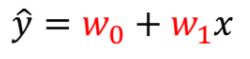 ŷ = w₀ + w₁x